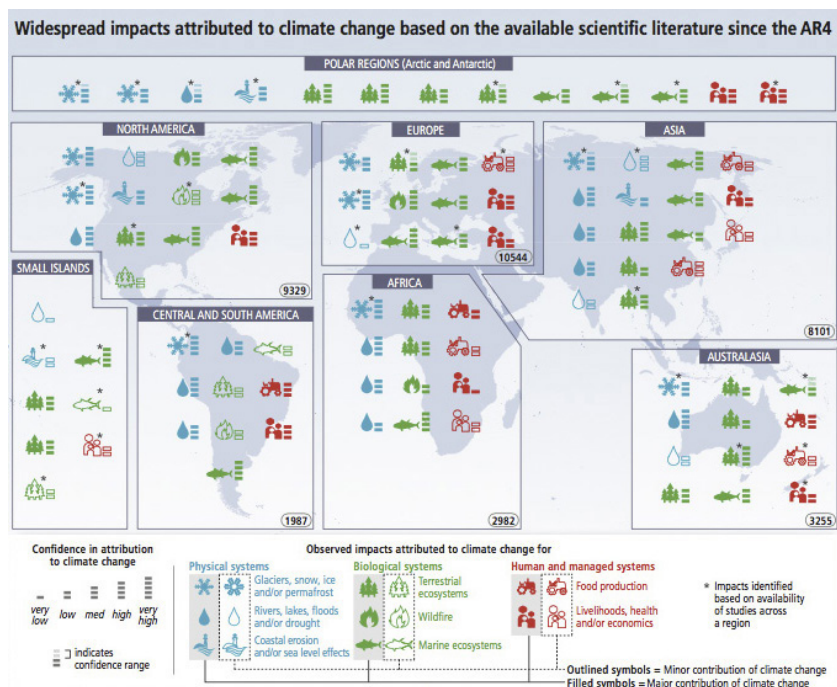 Widespread impacts attributed to climate change based on the available scientific literature since the AR4
POLAR REGIONS (Arctic and Antarctic)
NORTH AMERICA
EUROPE
ASIA
9329
10544
8101
SMALL ISLANDS
CENTRAL AND SOUTH AMERICA
AFRICA
AUSTRALASIA
1987
2982
3255
Confidence in attribution
to climate change
very
low
low
med
high
very
high
indicates
confidence range
Observed impacts attributed to climate change for
Physical systems
Glaciers, snow, ice
and/or permafrost
Rivers, lakes, floods
and/or drought
Coastal erosion
and/or sea level effects
Biological systems
Terrestrial
ecosystems
Wildfire
Marine ecosystems
Human and managed systems
Food production
Livelihoods, health
and/or economics
* Impacts identified
based on availability
of studies across
a region
Outlined symbols = Minor contribution of climate change
Filled symbols = Major contribution of climate change